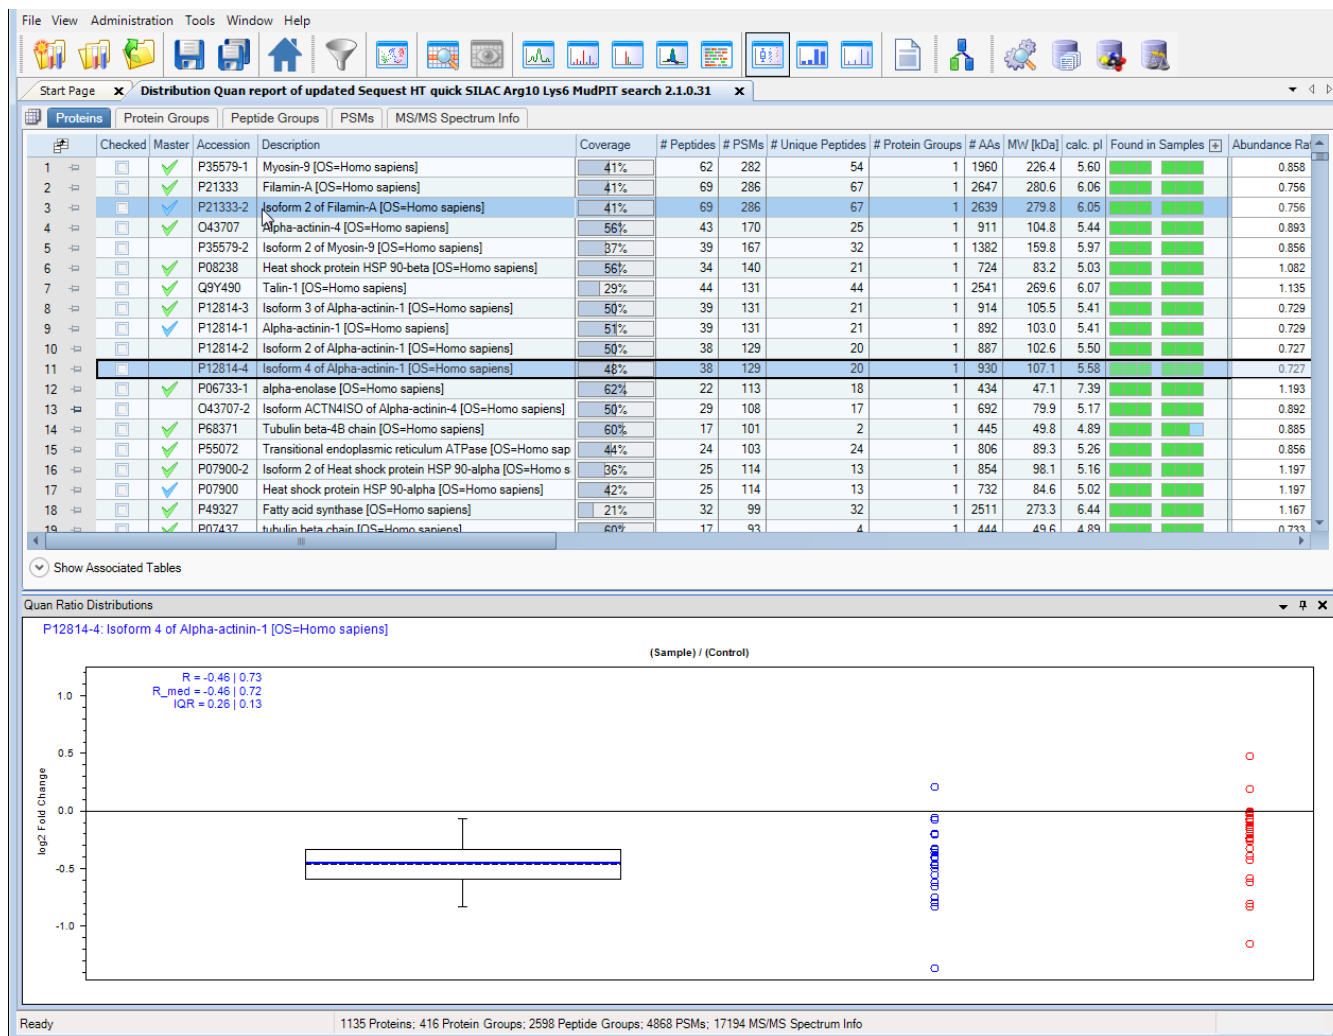 File View Administration Tools Window Help
Start Page x Distribution Quan report of updated Sequest HT quick SILAC Arg10 Lys6 MudPIT search 2.1.0.31 x
Proteins Protein Groups Peptide Groups PSMs MS/MS Spectrum Info
Checked Master Accession Description Coverage # Peptides # PSMs # Unique Peptides # Protein Groups # AAs MW [kDa] calc. pI Found in Samples Abundance Rat
1 P35579-1 Myosin-9 [OS=Homo sapiens] 41% 62 282 54 1 1960 226.4 5.60 0.858
2 P21333 Filamin-A [OS=Homo sapiens] 41% 69 286 67 1 2647 280.6 6.06 0.756
3 P21333-2 Isoform 2 of Filamin-A [OS=Homo sapiens] 41% 69 286 67 1 2639 279.8 6.05 0.756
4 O43707 Alpha-actinin-4 [OS=Homo sapiens] 56% 43 170 25 1 911 104.8 5.44 0.893
5 P35579-2 Isoform 2 of Myosin-9 [OS=Homo sapiens] 37% 39 167 32 1 1382 159.8 5.97 0.856
6 P08238 Heat shock protein HSP 90-beta [OS=Homo sapiens] 56% 34 140 21 1 724 83.2 5.03 1.082
7 Q9Y490 Talin-1 [OS=Homo sapiens] 29% 44 131 44 1 2541 269.6 6.07 1.135
8 P12814-3 Isoform 3 of Alpha-actinin-1 [OS=Homo sapiens] 50% 39 131 21 1 914 105.5 5.41 0.729
9 P12814-1 Alpha-actinin-1 [OS=Homo sapiens] 51% 39 131 21 1 892 103.0 5.41 0.729
10 P12814-2 Isoform 2 of Alpha-actinin-1 [OS=Homo sapiens] 50% 38 129 20 1 887 102.6 5.50 0.727
11 P12814-4 Isoform 4 of Alpha-actinin-1 [OS=Homo sapiens] 48% 38 129 20 1 930 107.1 5.58 0.727
12 P06733-1 alpha-enolase [OS=Homo sapiens] 62% 22 113 18 1 434 47.1 7.39 1.193
13 O43707-2 Isoform ACTN4ISO of Alpha-actinin-4 [OS=Homo sapiens] 50% 29 108 17 1 692 79.9 5.17 0.892
14 P68371 Tubulin beta-4B chain [OS=Homo sapiens] 60% 17 101 2 1 445 49.8 4.89 0.885
15 P55072 Transitional endoplasmic reticulum ATPase [OS=Homo sap 44% 24 103 24 1 806 89.3 5.26 0.856
16 P07900-2 Isoform 2 of Heat shock protein HSP 90-alpha [OS=Homo s 36% 25 114 13 1 854 98.1 5.16 1.197
17 P07900 Heat shock protein HSP 90-alpha [OS=Homo sapiens] 42% 25 114 13 1 732 84.6 5.02 1.197
18 P49327 Fatty acid synthase [OS=Homo sapiens] 21% 32 99 32 1 2511 273.3 6.44 1.167
19 P07437 tubulin beta chain [OS=Homo sapiens] 60% 17 93 4 1 444 49.6 4.89 0.733
Show Associated Tables
Quan Ratio Distributions
P12814-4: Isoform 4 of Alpha-actinin-1 [OS=Homo sapiens]
(Sample) / (Control)
R = -0.46 | 0.73
R_med = -0.46 | 0.72
IQR = 0.26 | 0.13
log2 Fold Change
1.0
0.5
0.0
-0.5
-1.0
Ready 1135 Proteins; 416 Protein Groups; 2598 Peptide Groups; 4868 PSMs; 17194 MS/MS Spectrum Info